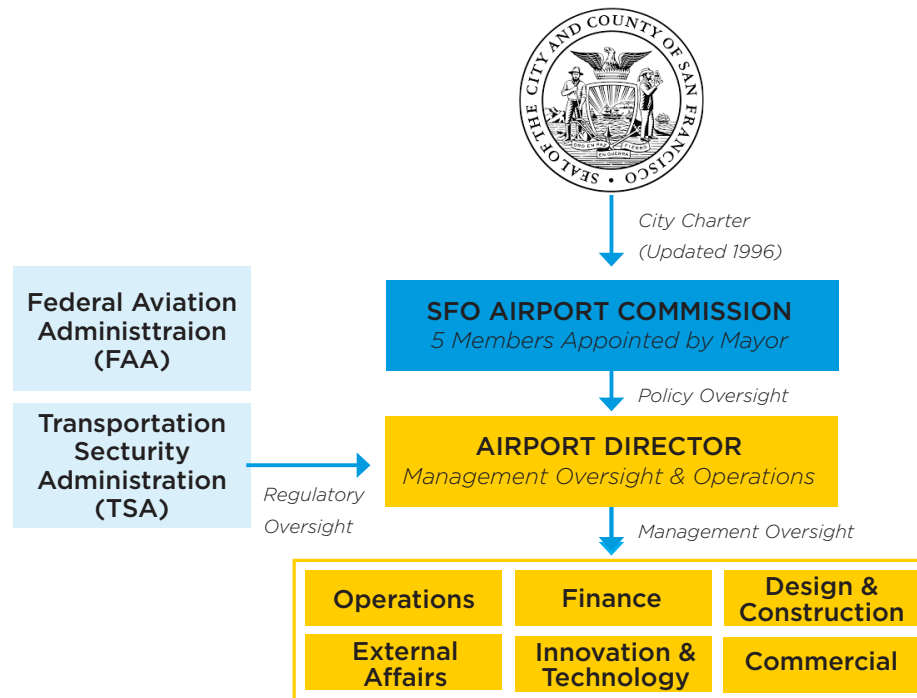 SEAL OF THE CITY AND COUNTY OF SAN FRANCISCO
ORO EN PAZ
FIERRO
EN GUERRA
City Charter
(Updated 1996)
Federal Aviation
Administtraion
(FAA)
SFO AIRPORT COMMISSION
5 Members Appointed by Mayor
Policy Oversight
Transportation
Secturity
Administration
(TSA)
Regulatory
Oversight
AIRPORT DIRECTOR
Management Oversight & Operations
Management Oversight
Operations
Finance
Design &
Construction
External
Affairs
Innovation &
Technology
Commercial